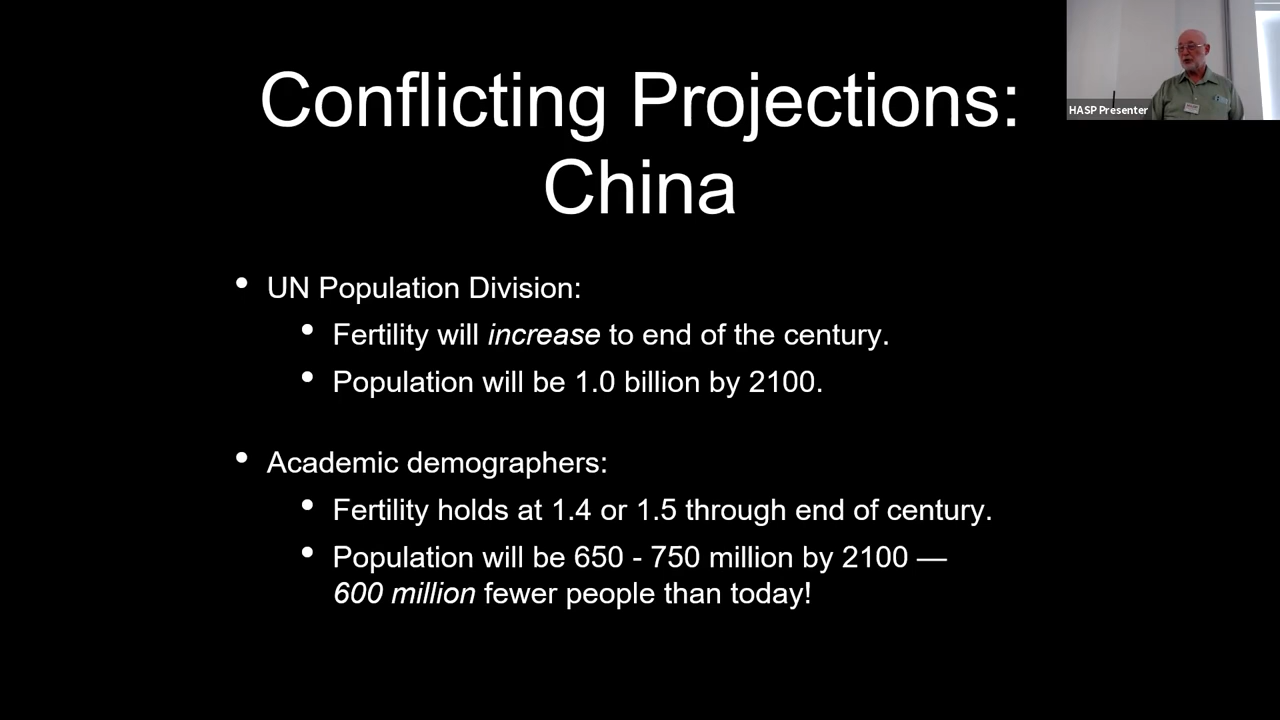 Conflicting Projections:
China
HASP Presenter
• UN Population Division:
• Fertility will increase to end of the century.
• Population will be 1.0 billion by 2100.
• Academic demographers:
• Fertility holds at 1.4 or 1.5 through end of century.
• Population will be 650 - 750 million by 2100 —
600 million fewer people than today!